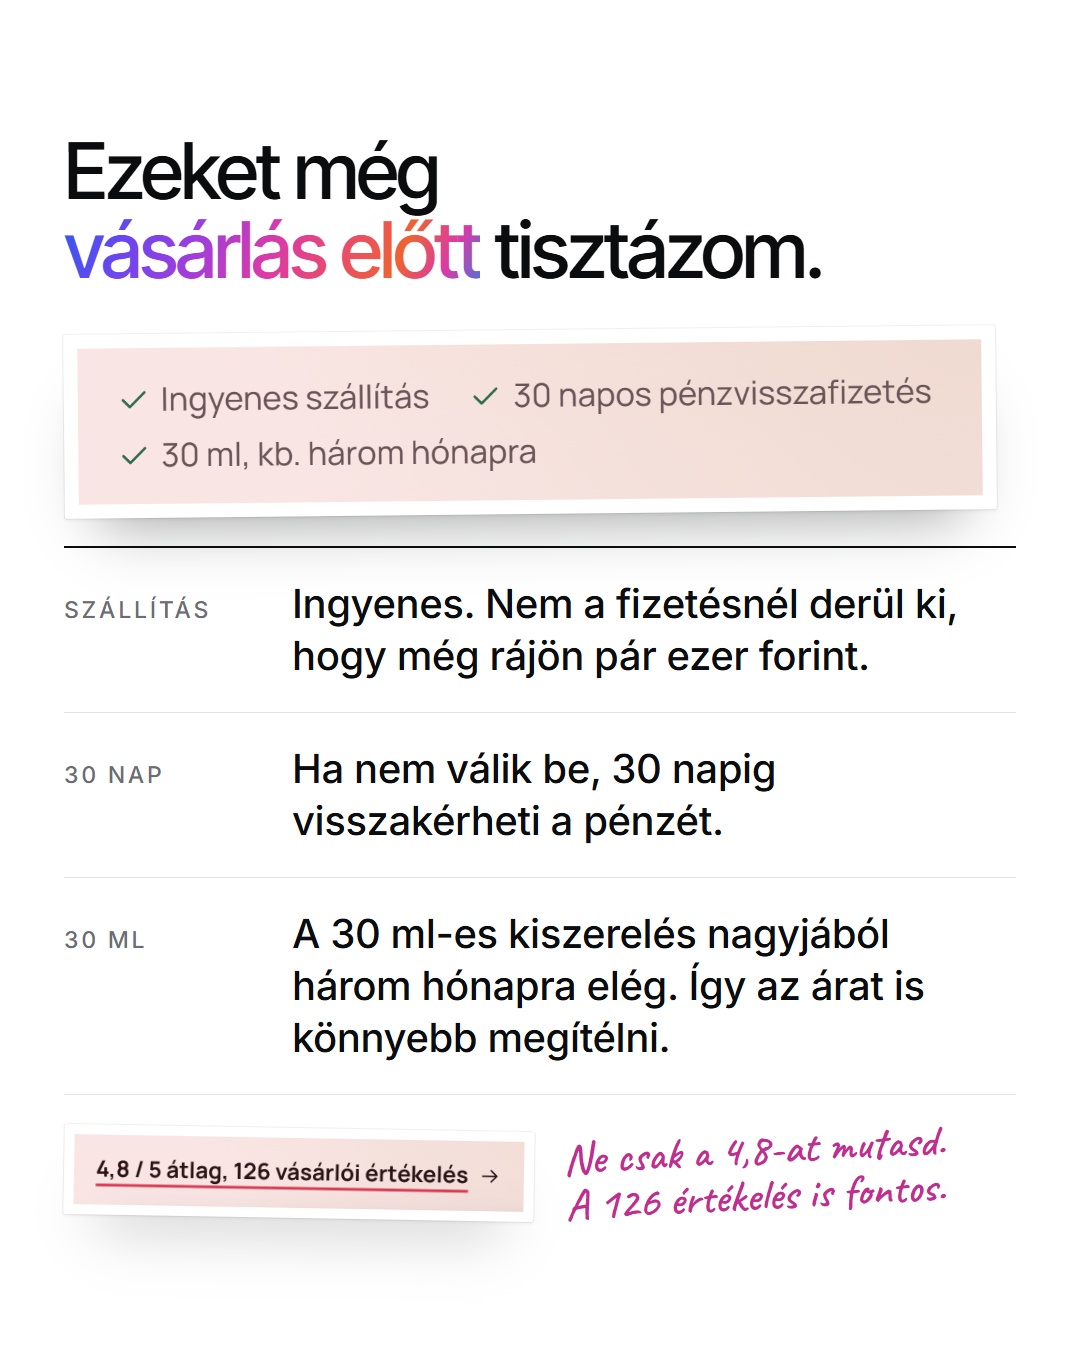 Ezeket még
vásárlás előtt tisztázom.
Ingyenes szállítás 30 napos pénzvisszafizetés
30 ml, kb. három hónapra
SZÁLLÍTÁS Ingyenes. Nem a fizetésnél derül ki,
hogy még rájön pár ezer forint.
30 NAP Ha nem válik be, 30 napig
visszakérheti a pénzét.
30 ML A 30 ml-es kiszerelés nagyjából
három hónapra elég. Így az árat is
könnyebb megítélni.
4,8 / 5 átlag, 126 vásárlói értékelés →
Ne csak a 4,8-at mutasd.
A 126 értékelés is fontos.